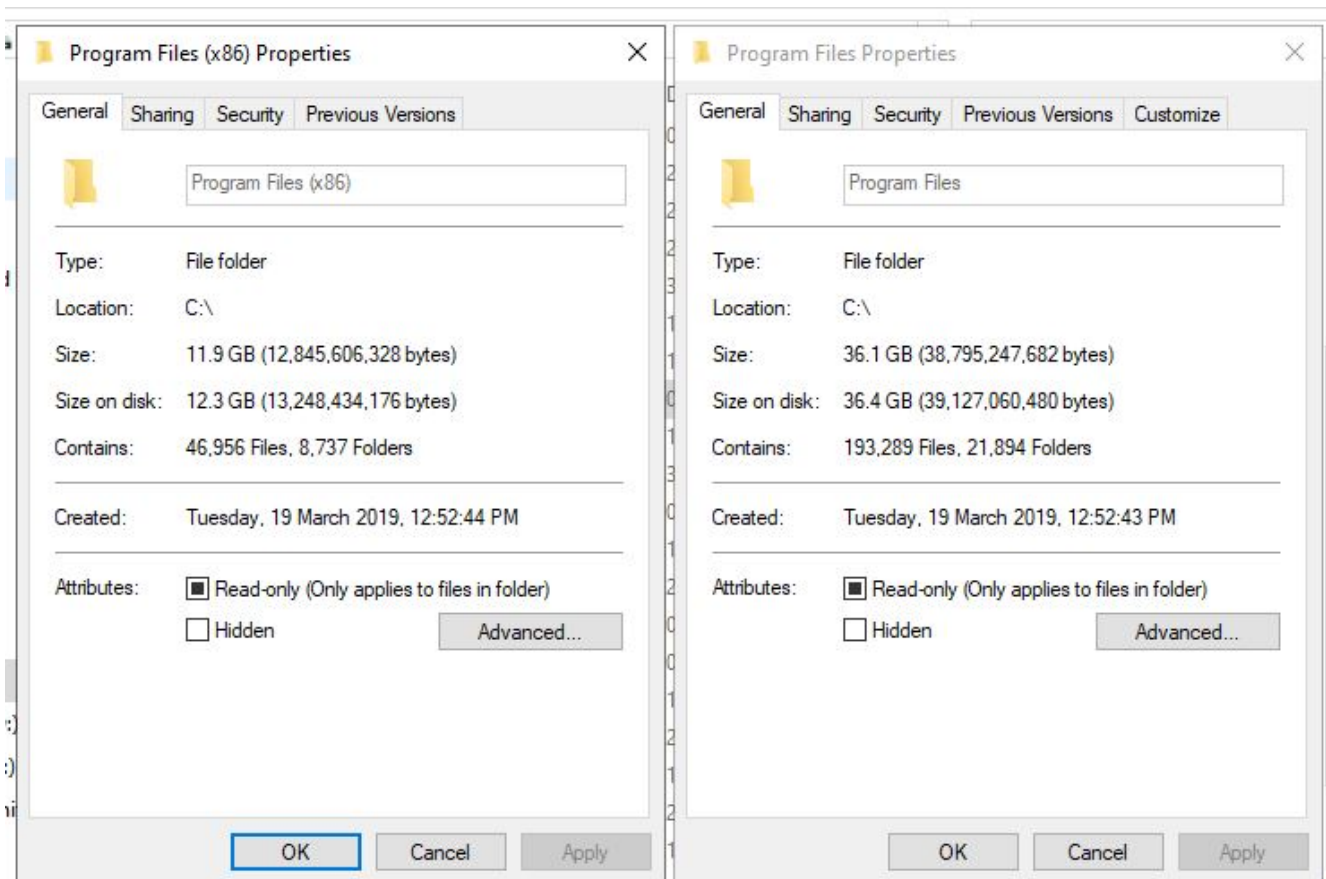 Program Files (x86) Properties
General Sharing Security Previous Versions
Program Files (x86)
Type: File folder
Location: C:\
Size: 11.9 GB (12,845,606,328 bytes)
Size on disk: 12.3 GB (13,248,434,176 bytes)
Contains: 46,956 Files, 8,737 Folders
Created: Tuesday, 19 March 2019, 12:52:44 PM
Attributes: Read-only (Only applies to files in folder)
Hidden Advanced...
OK Cancel Apply
Program Files Properties
General Sharing Security Previous Versions Customize
Program Files
Type: File folder
Location: C:\
Size: 36.1 GB (38,795,247,682 bytes)
Size on disk: 36.4 GB (39,127,060,480 bytes)
Contains: 193,289 Files, 21,894 Folders
Created: Tuesday, 19 March 2019, 12:52:43 PM
Attributes: Read-only (Only applies to files in folder)
Hidden Advanced...
OK Cancel Apply